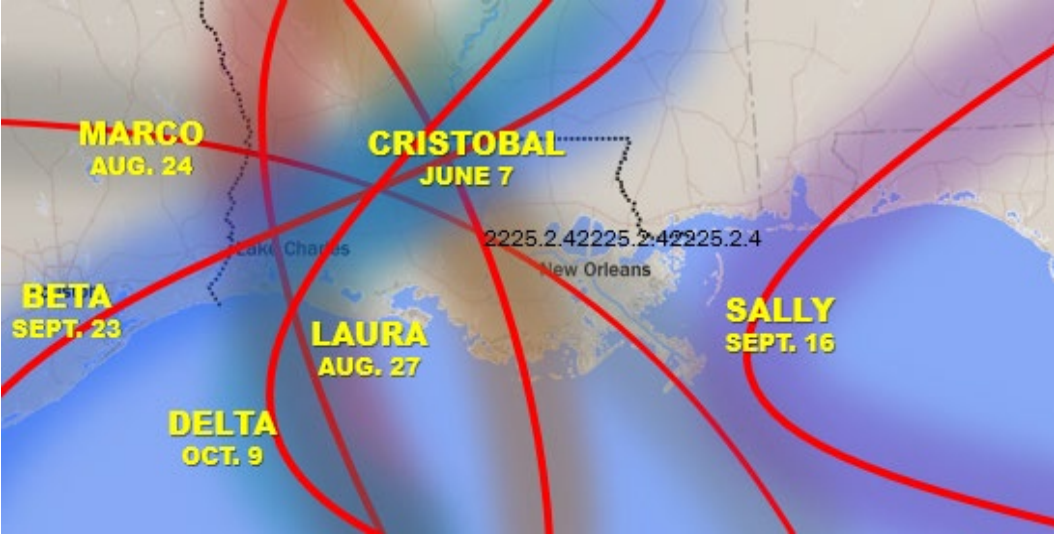 MARCO
AUG. 24
CRISTOBAL
JUNE 7
2225.2.42225.2.42225.2.4
Lake Charles
New Orleans
BETA
SEPT. 23
SALLY
SEPT. 16
LAURA
AUG. 27
DELTA
OCT. 9